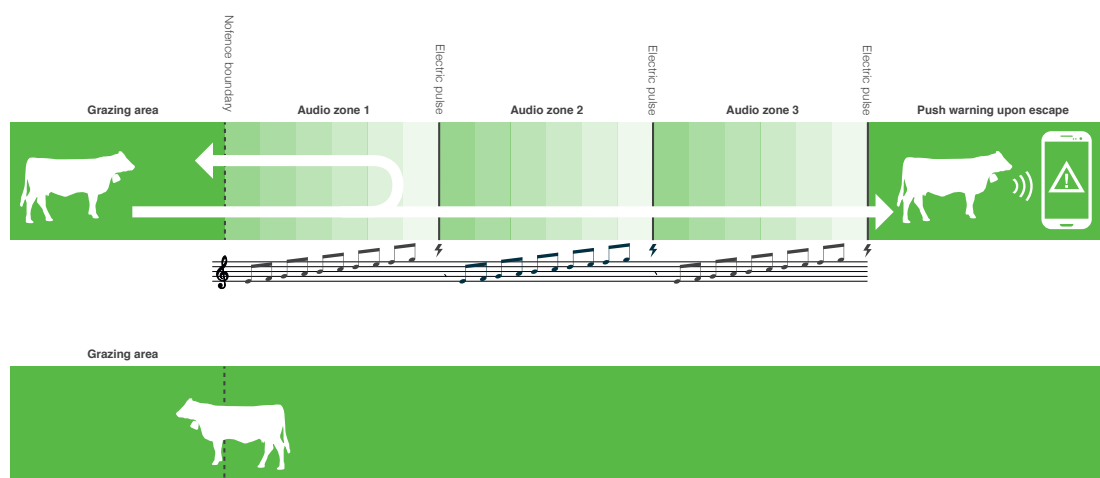 Nofence boundary
Electric pulse
Electric pulse
Electric pulse
Grazing area
Audio zone 1
Audio zone 2
Audio zone 3
Push warning upon escape
!
Grazing area